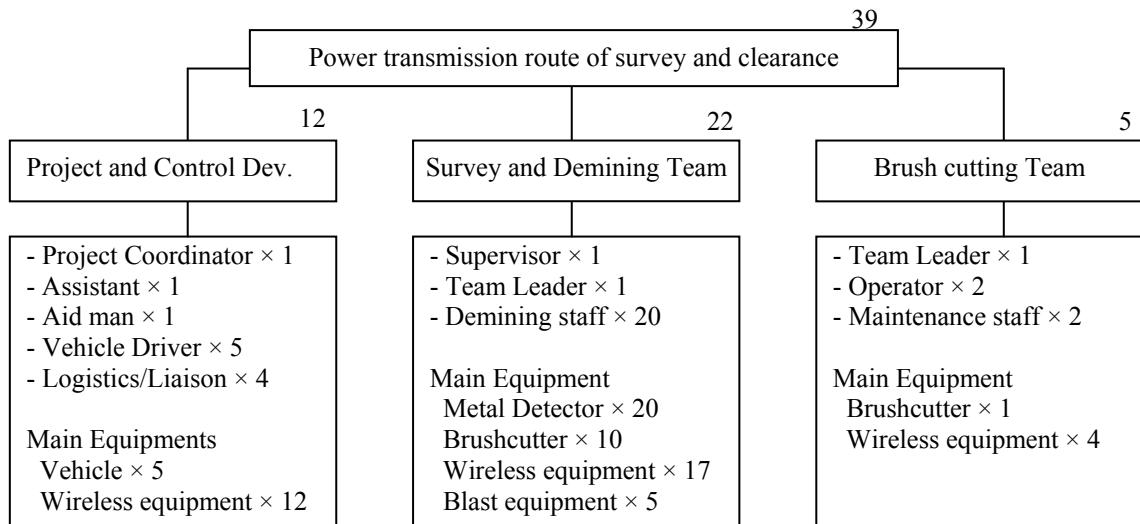 39
Power transmission route of survey and clearance
12
Project and Control Dev.
- Project Coordinator × 1
- Assistant × 1
- Aid man × 1
- Vehicle Driver × 5
- Logistics/Liaison × 4
Main Equipments
Vehicle × 5
Wireless equipment × 12
22
Survey and Demining Team
- Supervisor × 1
- Team Leader × 1
- Demining staff × 20
Main Equipment
Metal Detector × 20
Brushcutter × 10
Wireless equipment × 17
Blast equipment × 5
5
Brush cutting Team
- Team Leader × 1
- Operator × 2
- Maintenance staff × 2
Main Equipment
Brushcutter × 1
Wireless equipment × 4